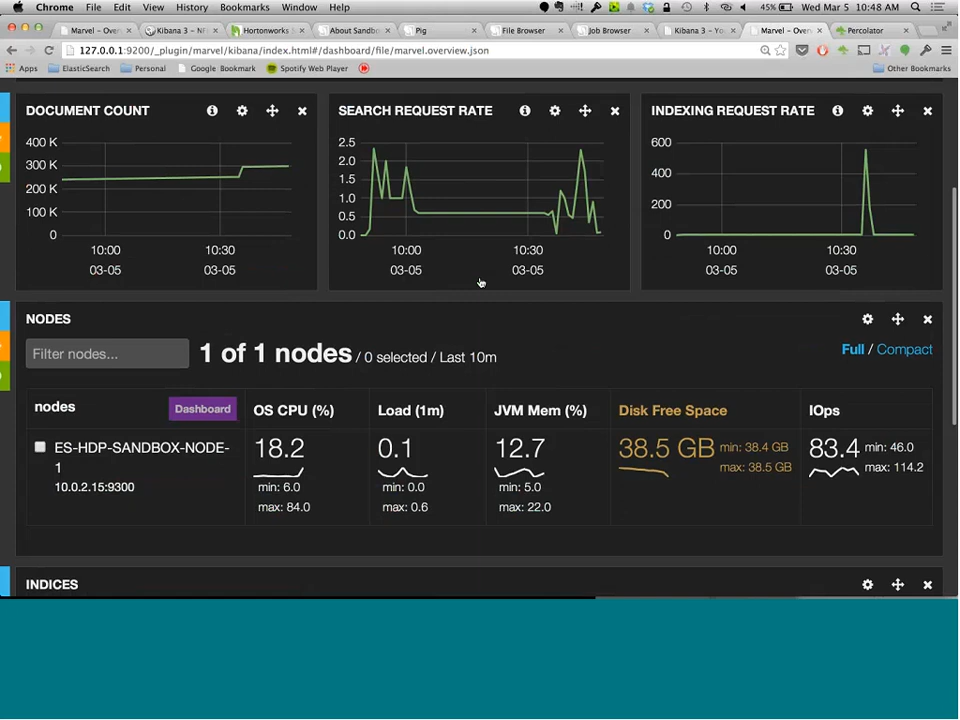 Chrome File Edit View History Bookmarks Window Help 45% Wed Mar 5 10:48 AM
Marvel – Over Kibana 3 – NF Hortonworks About Sandbo Pig File Browser Job Browser Kibana 3 – Yo Marvel – Over Percolator
127.0.0.1:9200/_plugin/marvel/kibana/index.html#/dashboard/file/marvel.overview.json
Apps ElasticSearch Personal Google Bookmark Spotify Web Player Other Bookmarks
DOCUMENT COUNT
400 K
300 K
200 K
100 K
0
10:00 10:30
03-05 03-05
SEARCH REQUEST RATE
2.5
2.0
1.5
1.0
0.5
0.0
10:00 10:30
03-05 03-05
INDEXING REQUEST RATE
600
400
200
0
10:00 10:30
03-05 03-05
NODES
Filter nodes... 1 of 1 nodes / 0 selected / Last 10m Full / Compact
nodes Dashboard OS CPU (%) Load (1m) JVM Mem (%) Disk Free Space IOps
ES-HDP-SANDBOX-NODE-
1
10.0.2.15:9300
18.2
min: 6.0
max: 84.0
0.1
min: 0.0
max: 0.6
12.7
min: 5.0
max: 22.0
38.5 GB min: 38.4 GB
max: 38.5 GB
83.4 min: 46.0
max: 114.2
INDICES